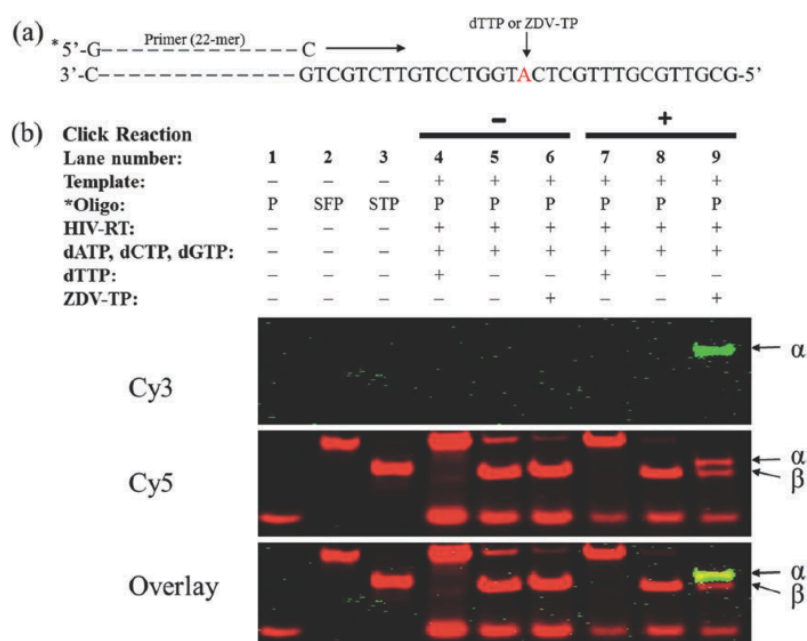 (a)
dTTP or ZDV-TP
*5'-G------Primer (22-mer)------C
3'-C--------------------GTCGTCTTGTCCTGGTACTCGTTTGCGTTGCG-5'
(b) Click Reaction – +
Lane number: 1 2 3 4 5 6 7 8 9
Template: – – – + + + + + +
*Oligo: P SFP STP P P P P P P
HIV-RT: – – – + + + + + +
dATP, dCTP, dGTP: – – – + + + + + +
dTTP: – – – + – – + – –
ZDV-TP: – – – – – + – – +
Cy3 α
Cy5 α
β
Overlay α
β